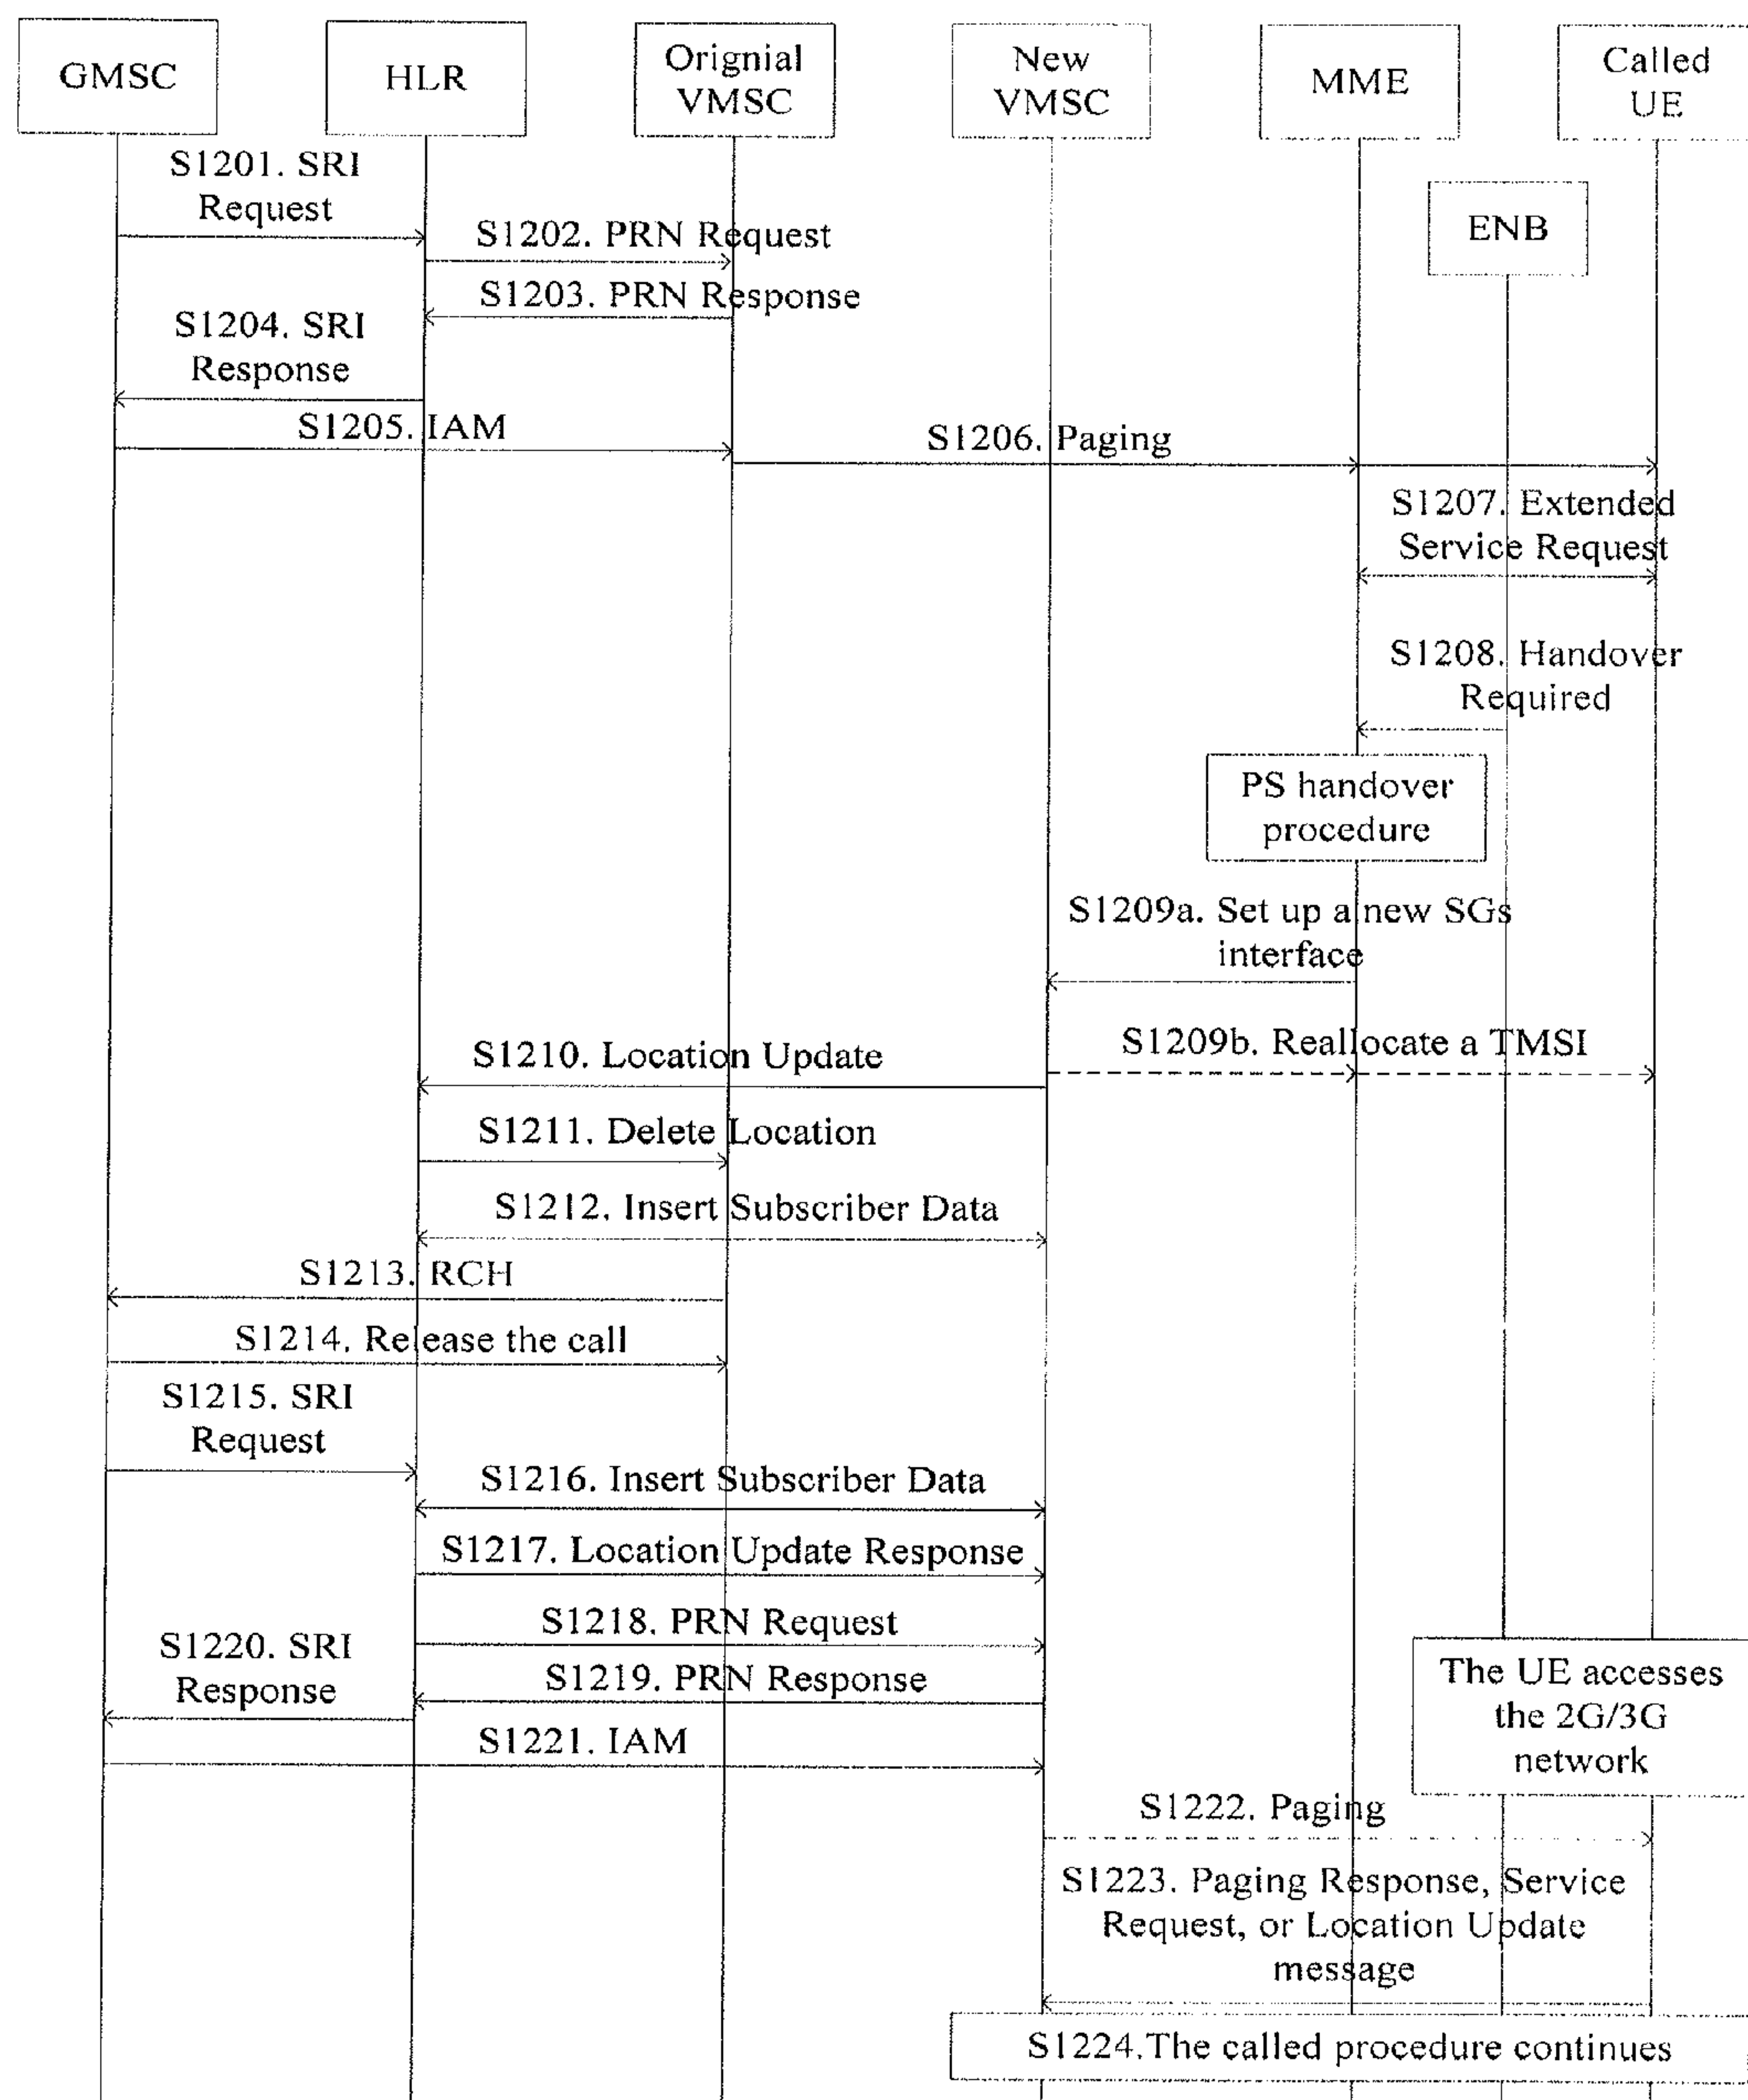 GMSC
HLR
Orignial
VMSC
New
VMSC
MME
Called
UE
ENB
S1201. SRI
Request
S1202. PRN Request
S1203. PRN Response
S1204. SRI
Response
S1205. IAM
S1206. Paging
S1207. Extended
Service Request
S1208. Handover
Required
PS handover
procedure
S1209a. Set up a new SGs
interface
S1209b. Reallocate a TMSI
S1210. Location Update
S1211. Delete Location
S1212. Insert Subscriber Data
S1213. RCH
S1214. Release the call
S1215. SRI
Request
S1216. Insert Subscriber Data
S1217. Location Update Response
S1218. PRN Request
S1219. PRN Response
S1220. SRI
Response
The UE accesses
the 2G/3G
network
S1221. IAM
S1222. Paging
S1223. Paging Response, Service
Request, or Location Update
message
S1224.The called procedure continues